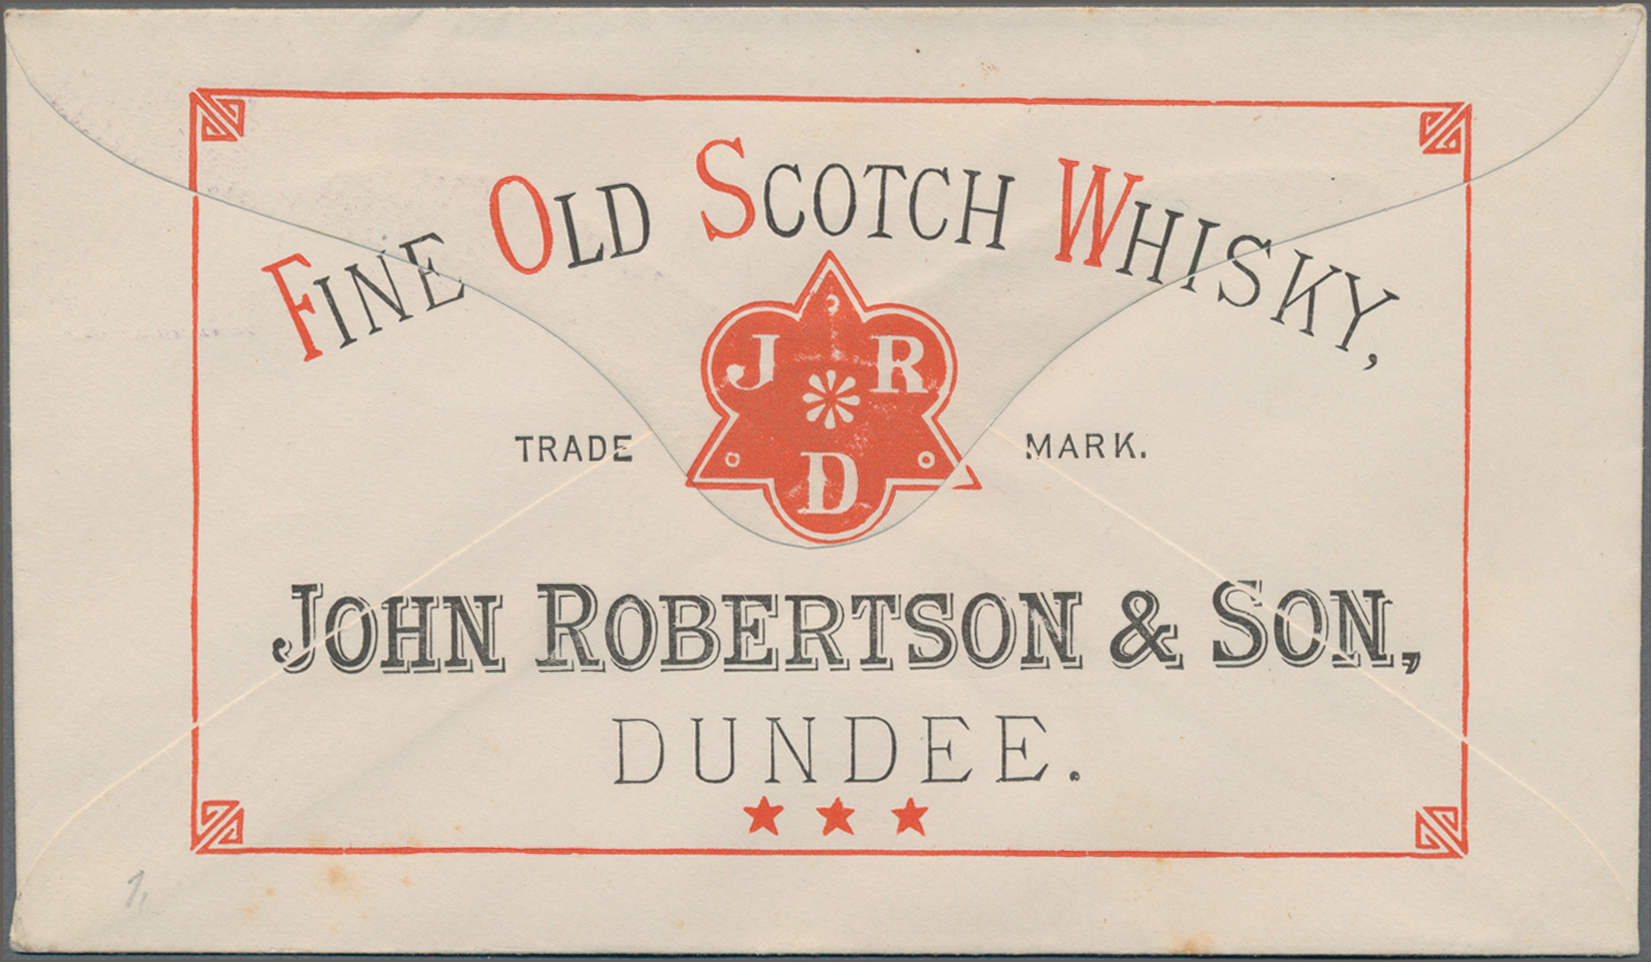 FINE OLD SCOTCH WHISKY,
J R
D
TRADE MARK.
JOHN ROBERTSON & SON,
DUNDEE.